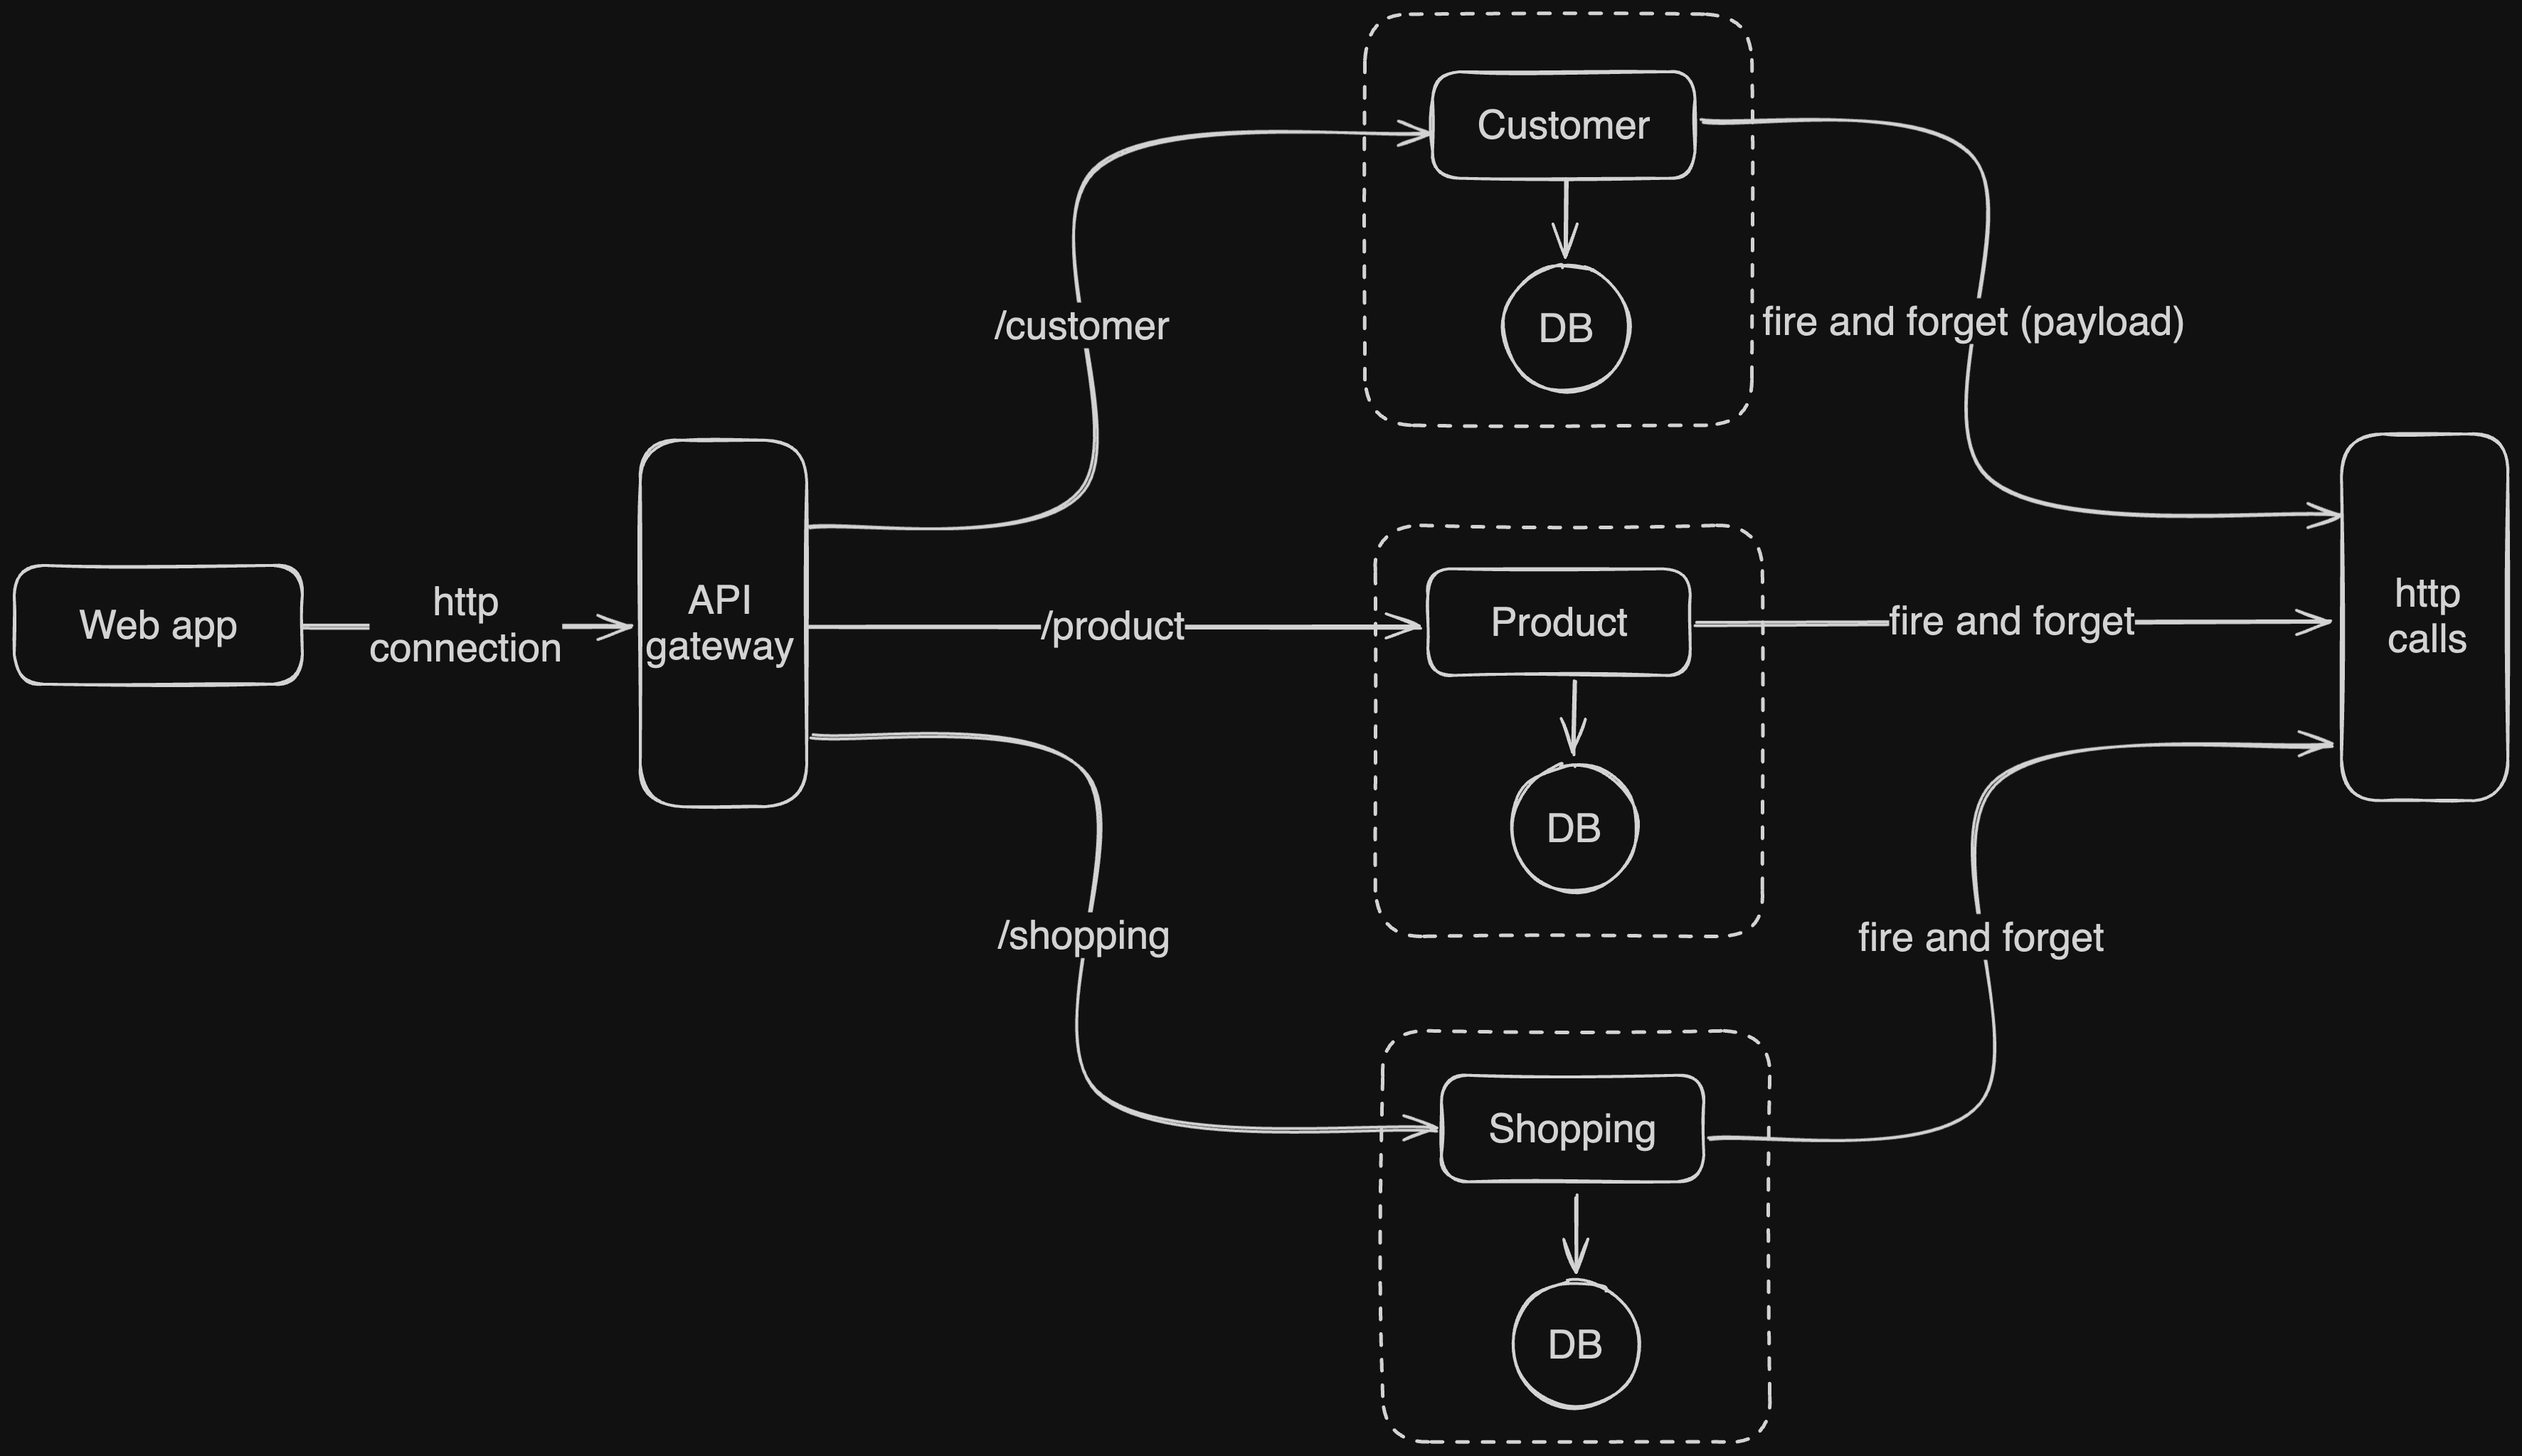 Customer
/customer
DB
fire and forget (payload)
Web app
http
connection
API
gateway
/product
Product
fire and forget
http
calls
DB
/shopping
fire and forget
Shopping
DB